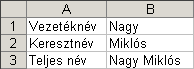 A B
1 Vezetéknév Nagy
2 Keresztnév Miklós
3 Teljes név Nagy Miklós